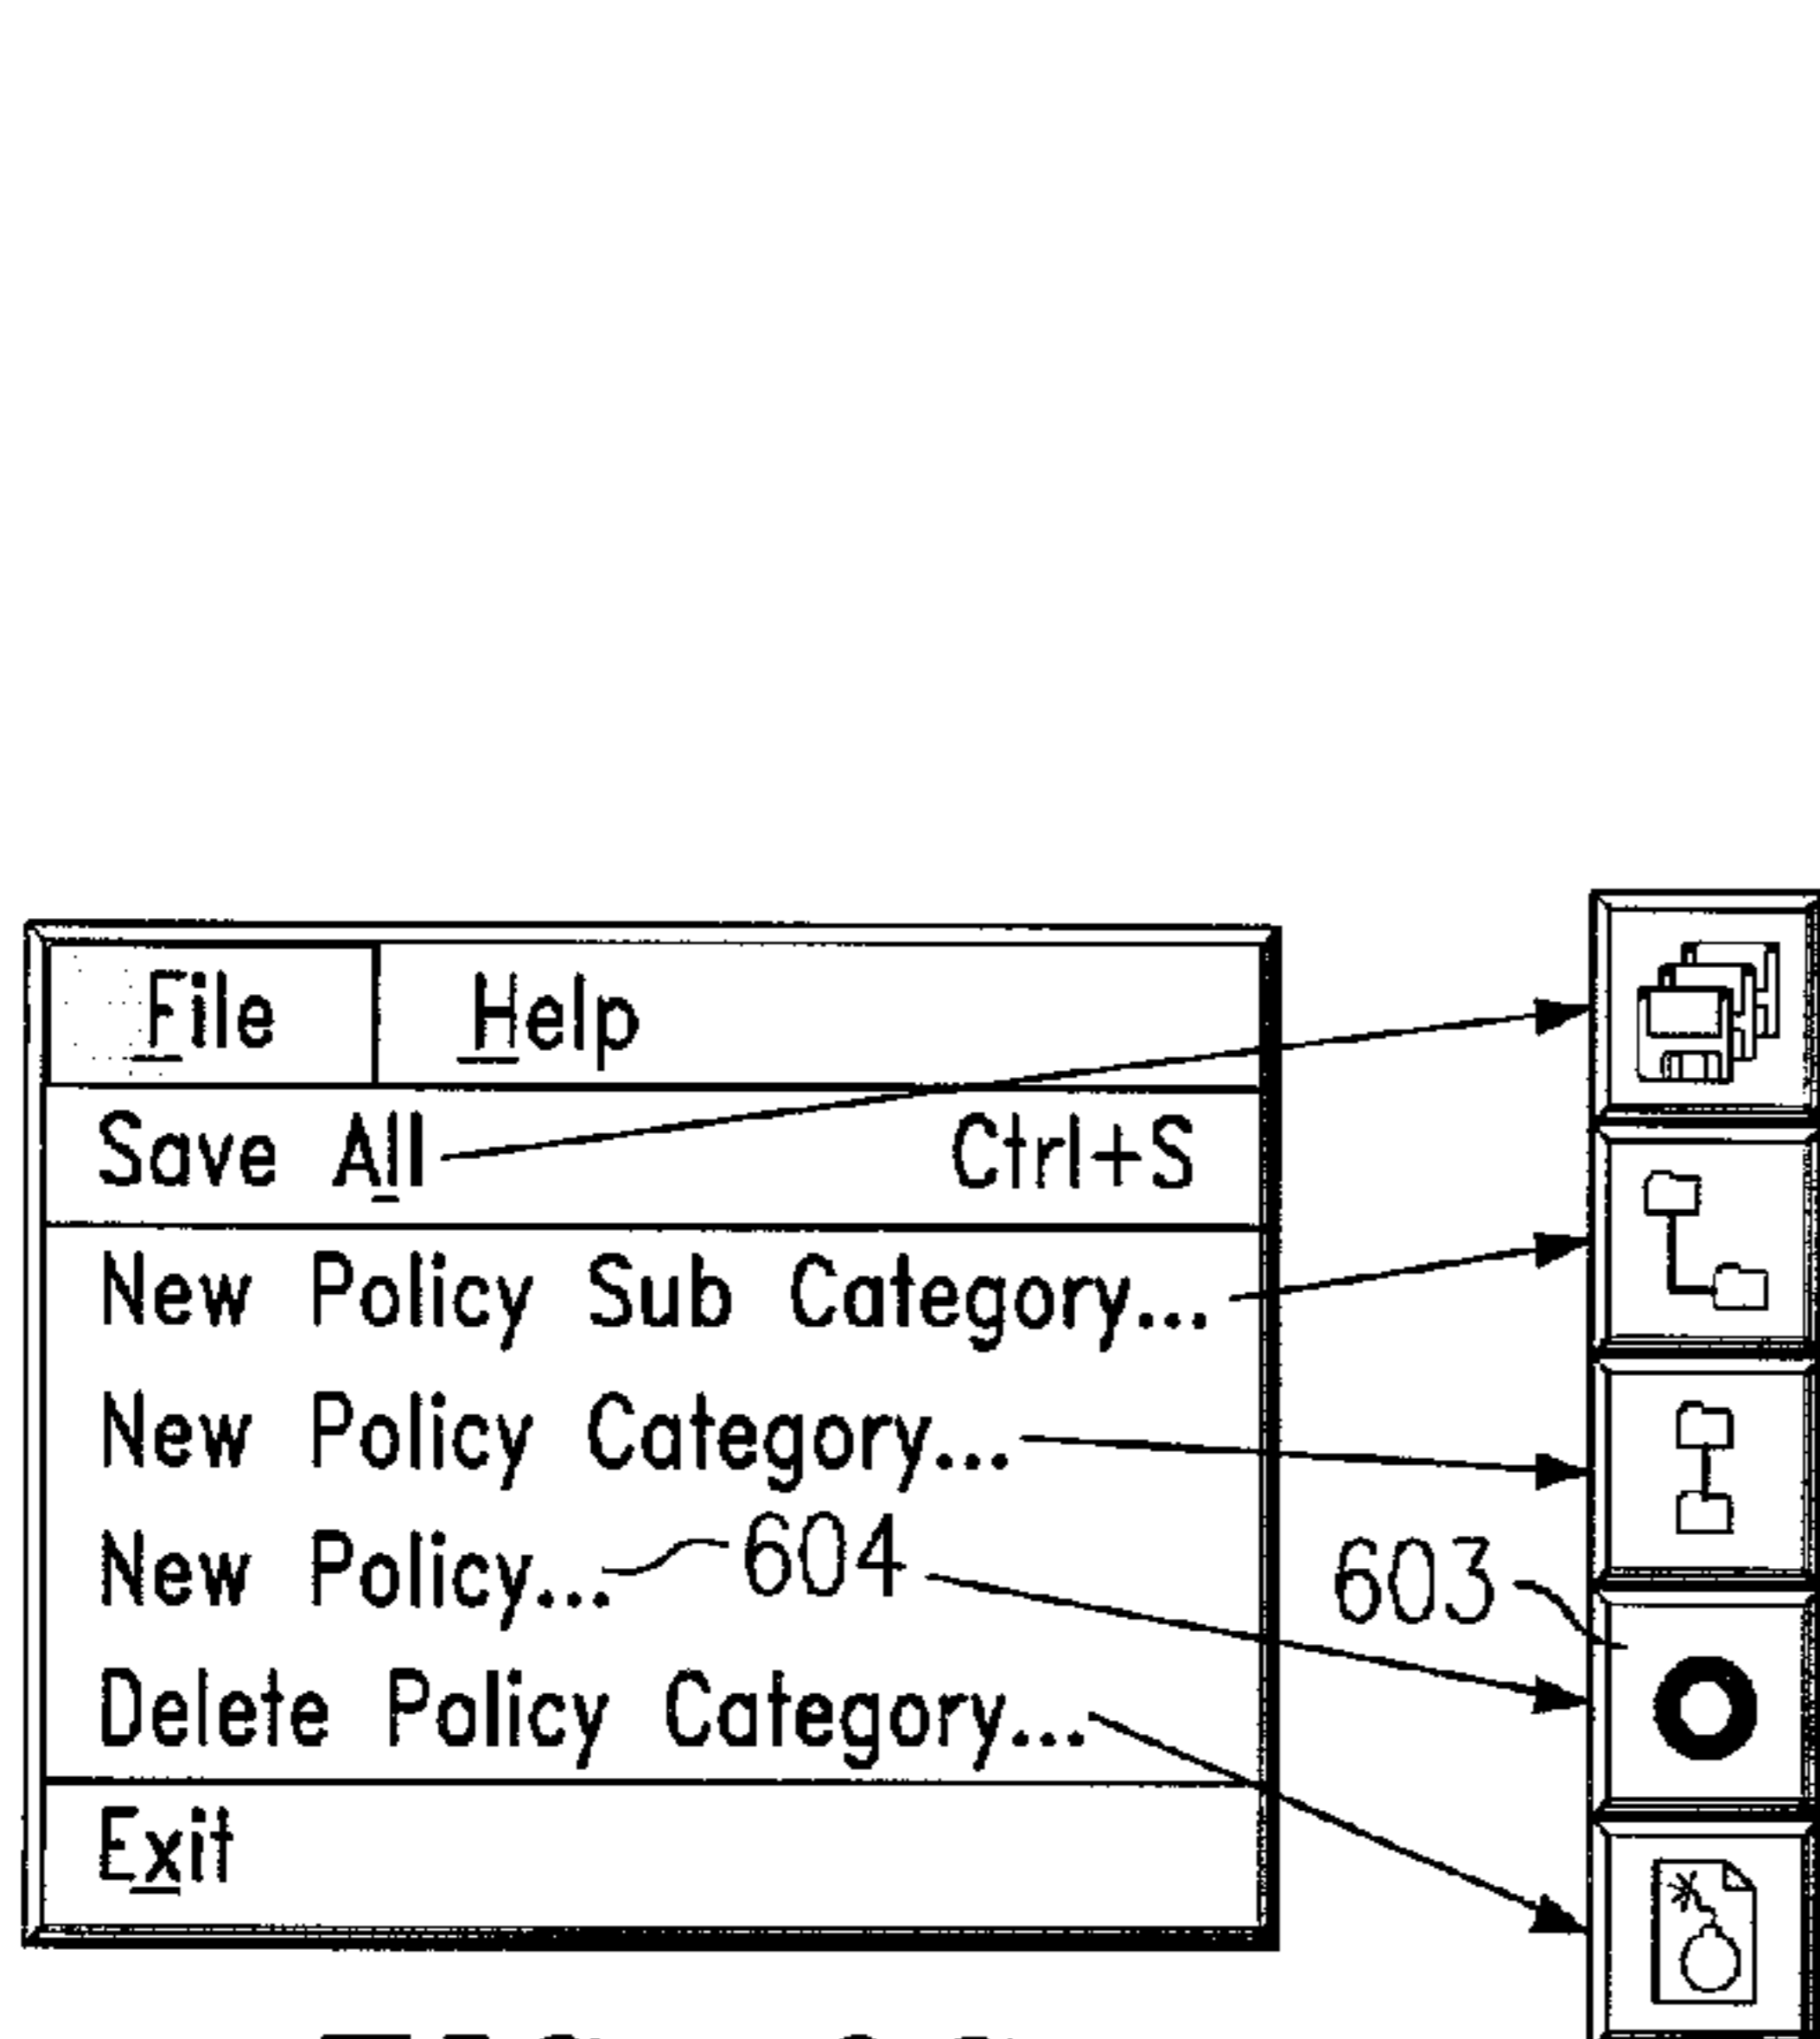 File Help
Save All Ctrl+S
New Policy Sub Category...
New Policy Category...
New Policy... 604
603
Delete Policy Category...
Exit